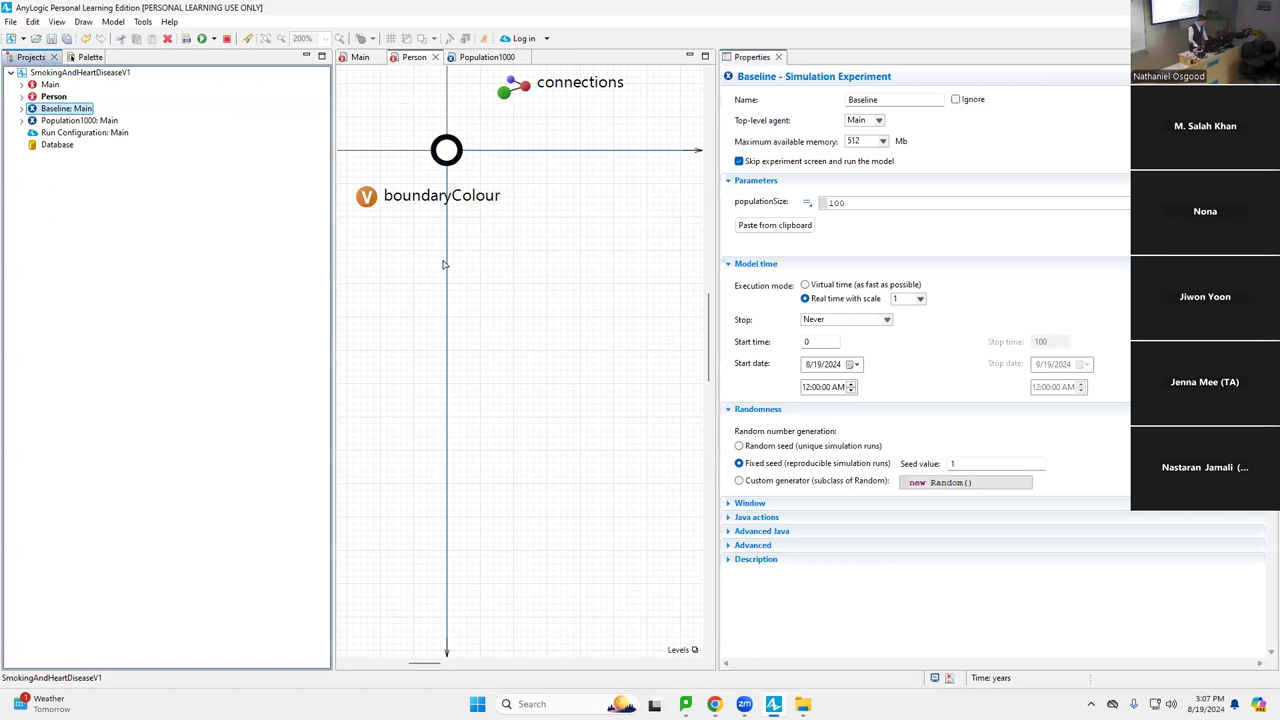 AnyLogic Personal Learning Edition [PERSONAL LEARNING USE ONLY]
File Edit View Draw Model Tools Help
200% Log in
Projects Palette
SmokingAndHeartDiseaseV1
Main
Person
Baseline: Main
Population1000: Main
Run Configuration: Main
Database
Main Person Population1000
connections
boundaryColour
Levels
Properties
Baseline - Simulation Experiment
Name: Baseline Ignore
Top-level agent: Main
Maximum available memory: 512 Mb
Skip experiment screen and run the model
Parameters
populationSize: 100
Paste from clipboard
Model time
Execution mode: Virtual time (as fast as possible)
Real time with scale 1
Stop: Never
Start time: 0 Stop time: 100
Start date: 8/19/2024 Stop date: 9/19/2024
12:00:00 AM 12:00:00 AM
Randomness
Random number generation:
Random seed (unique simulation runs)
Fixed seed (reproducible simulation runs) Seed value: 1
Custom generator (subclass of Random): new Random()
Window
Java actions
Advanced Java
Advanced
Description
Nathaniel Osgood
M. Salah Khan
Nona
Jiwon Yoon
Jenna Mee (TA)
Nastaran Jamali (...
SmokingAndHeartDiseaseV1 Time: years
1 Weather
Tomorrow
Search
3:07 PM
8/19/2024